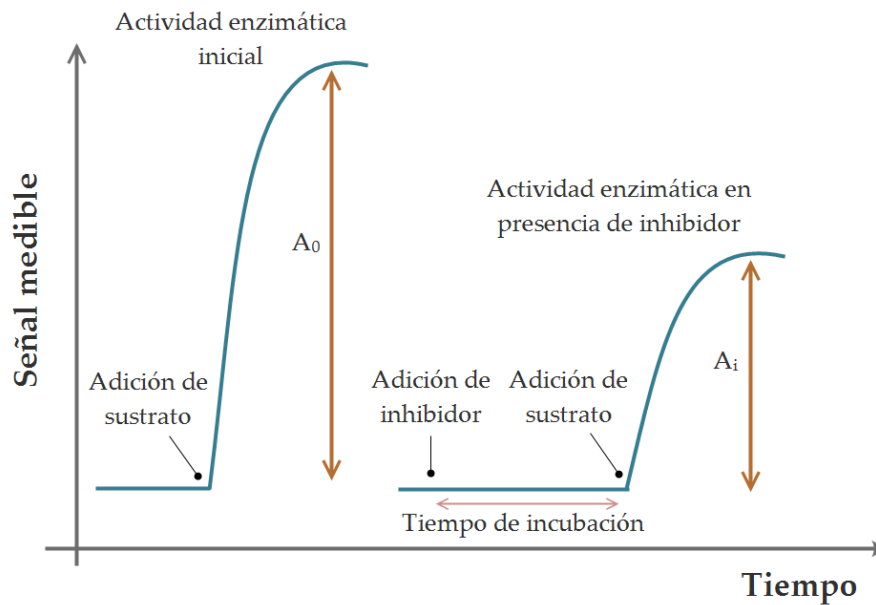 Actividad enzimática
inicial
Actividad enzimática en
presencia de inhibidor
A₀
Aᵢ
Adición de
sustrato
Adición de
inhibidor
Adición de
sustrato
Tiempo de incubación
Señal medible
Tiempo